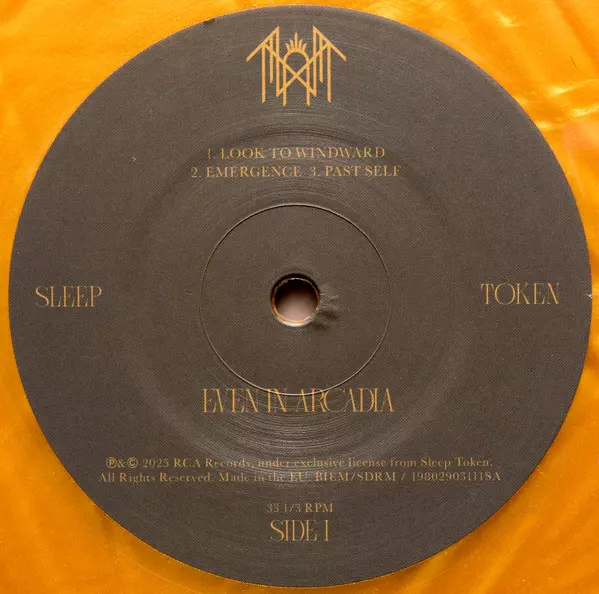 1. LOOK TO WINDWARD
2. EMERGENCE 3. PAST SELF
SLEEP TOKEN
EVEN IN ARCADIA
℗&© 2025 RCA Records, under exclusive license from Sleep Token.
All Rights Reserved. Made in the EU. BIEM/SDRM / 19802903111SA
33 1/3 RPM
SIDE I